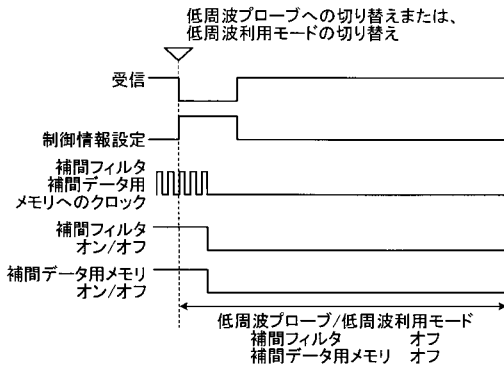 低周波プローブへの切り替えまたは、
低周波利用モードの切り替え
受信
制御情報設定
補間フィルタ
補間データ用
メモリへのクロック
補間フィルタ
オン/オフ
補間データ用メモリ
オン/オフ
低周波プローブ/低周波利用モード
補間フィルタ オフ
補間データ用メモリ オフ